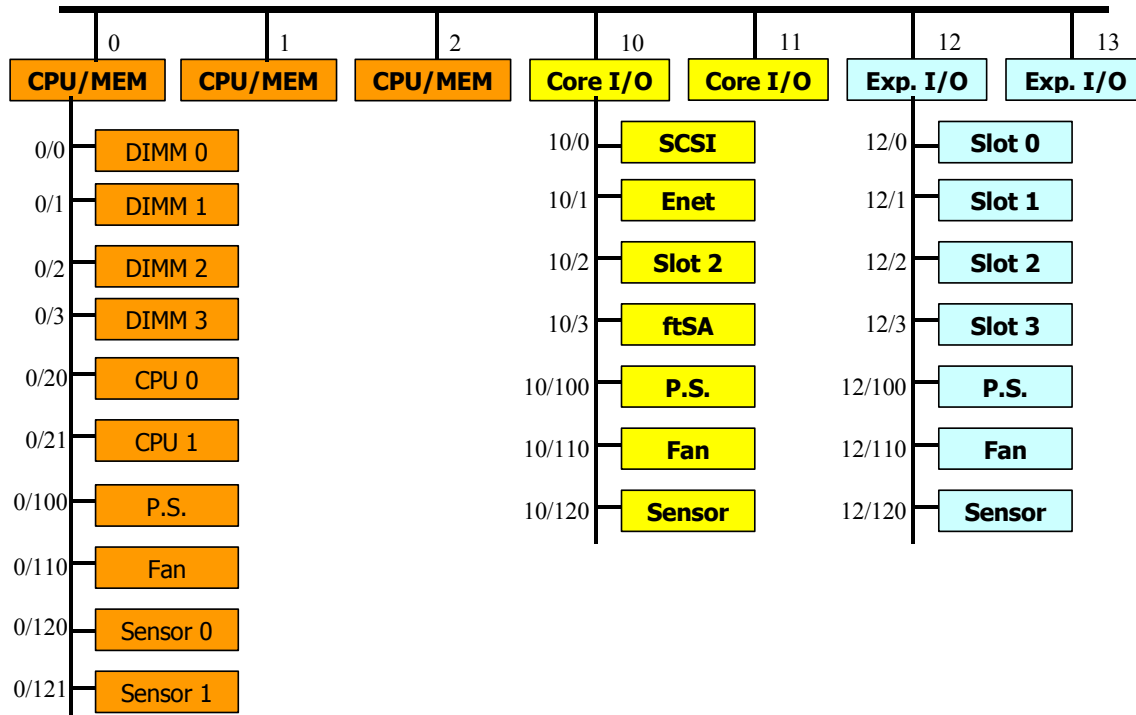 0 1 2 10 11 12 13
CPU/MEM CPU/MEM CPU/MEM Core I/O Core I/O Exp. I/O Exp. I/O
0/0 DIMM 0 10/0 SCSI 12/0 Slot 0
0/1 DIMM 1 10/1 Enet 12/1 Slot 1
0/2 DIMM 2 10/2 Slot 2 12/2 Slot 2
0/3 DIMM 3 10/3 ftSA 12/3 Slot 3
0/20 CPU 0 10/100 P.S. 12/100 P.S.
0/21 CPU 1 10/110 Fan 12/110 Fan
0/100 P.S. 10/120 Sensor 12/120 Sensor
0/110 Fan
0/120 Sensor 0
0/121 Sensor 1